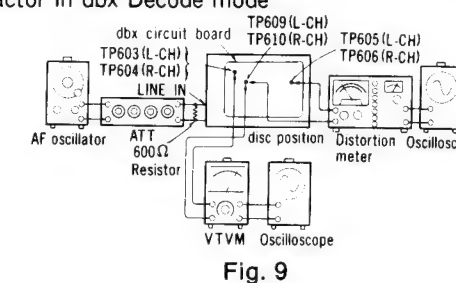 actor in dbx Decode mode
dbx circuit board
TP603 (L-CH)
TP604 (R-CH)
LINE IN
TP609 (L-CH)
TP610 (R-CH)
TP605 (L-CH)
TP606 (R-CH)
AF oscillator
ATT
600Ω
Resistor
disc position
Distortion
meter
Oscillosc
VTVM
Oscilloscope
Fig. 9